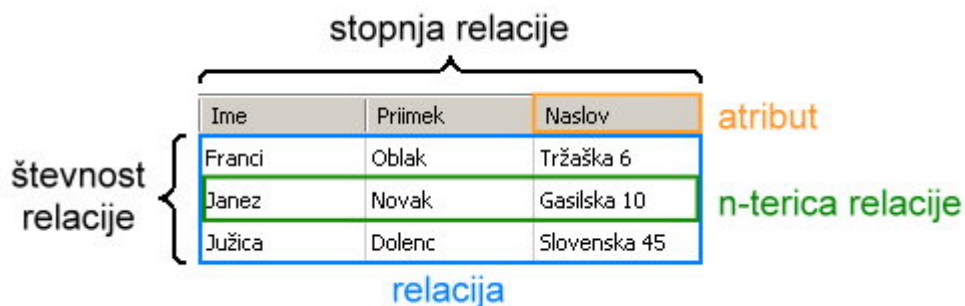 stopnja relacije
Ime Priimek Naslov
atribut
Franci Oblak Tržaška 6
števnost
relacije
Janez Novak Gasilska 10
n-terica relacije
Južica Dolenc Slovenska 45
relacija